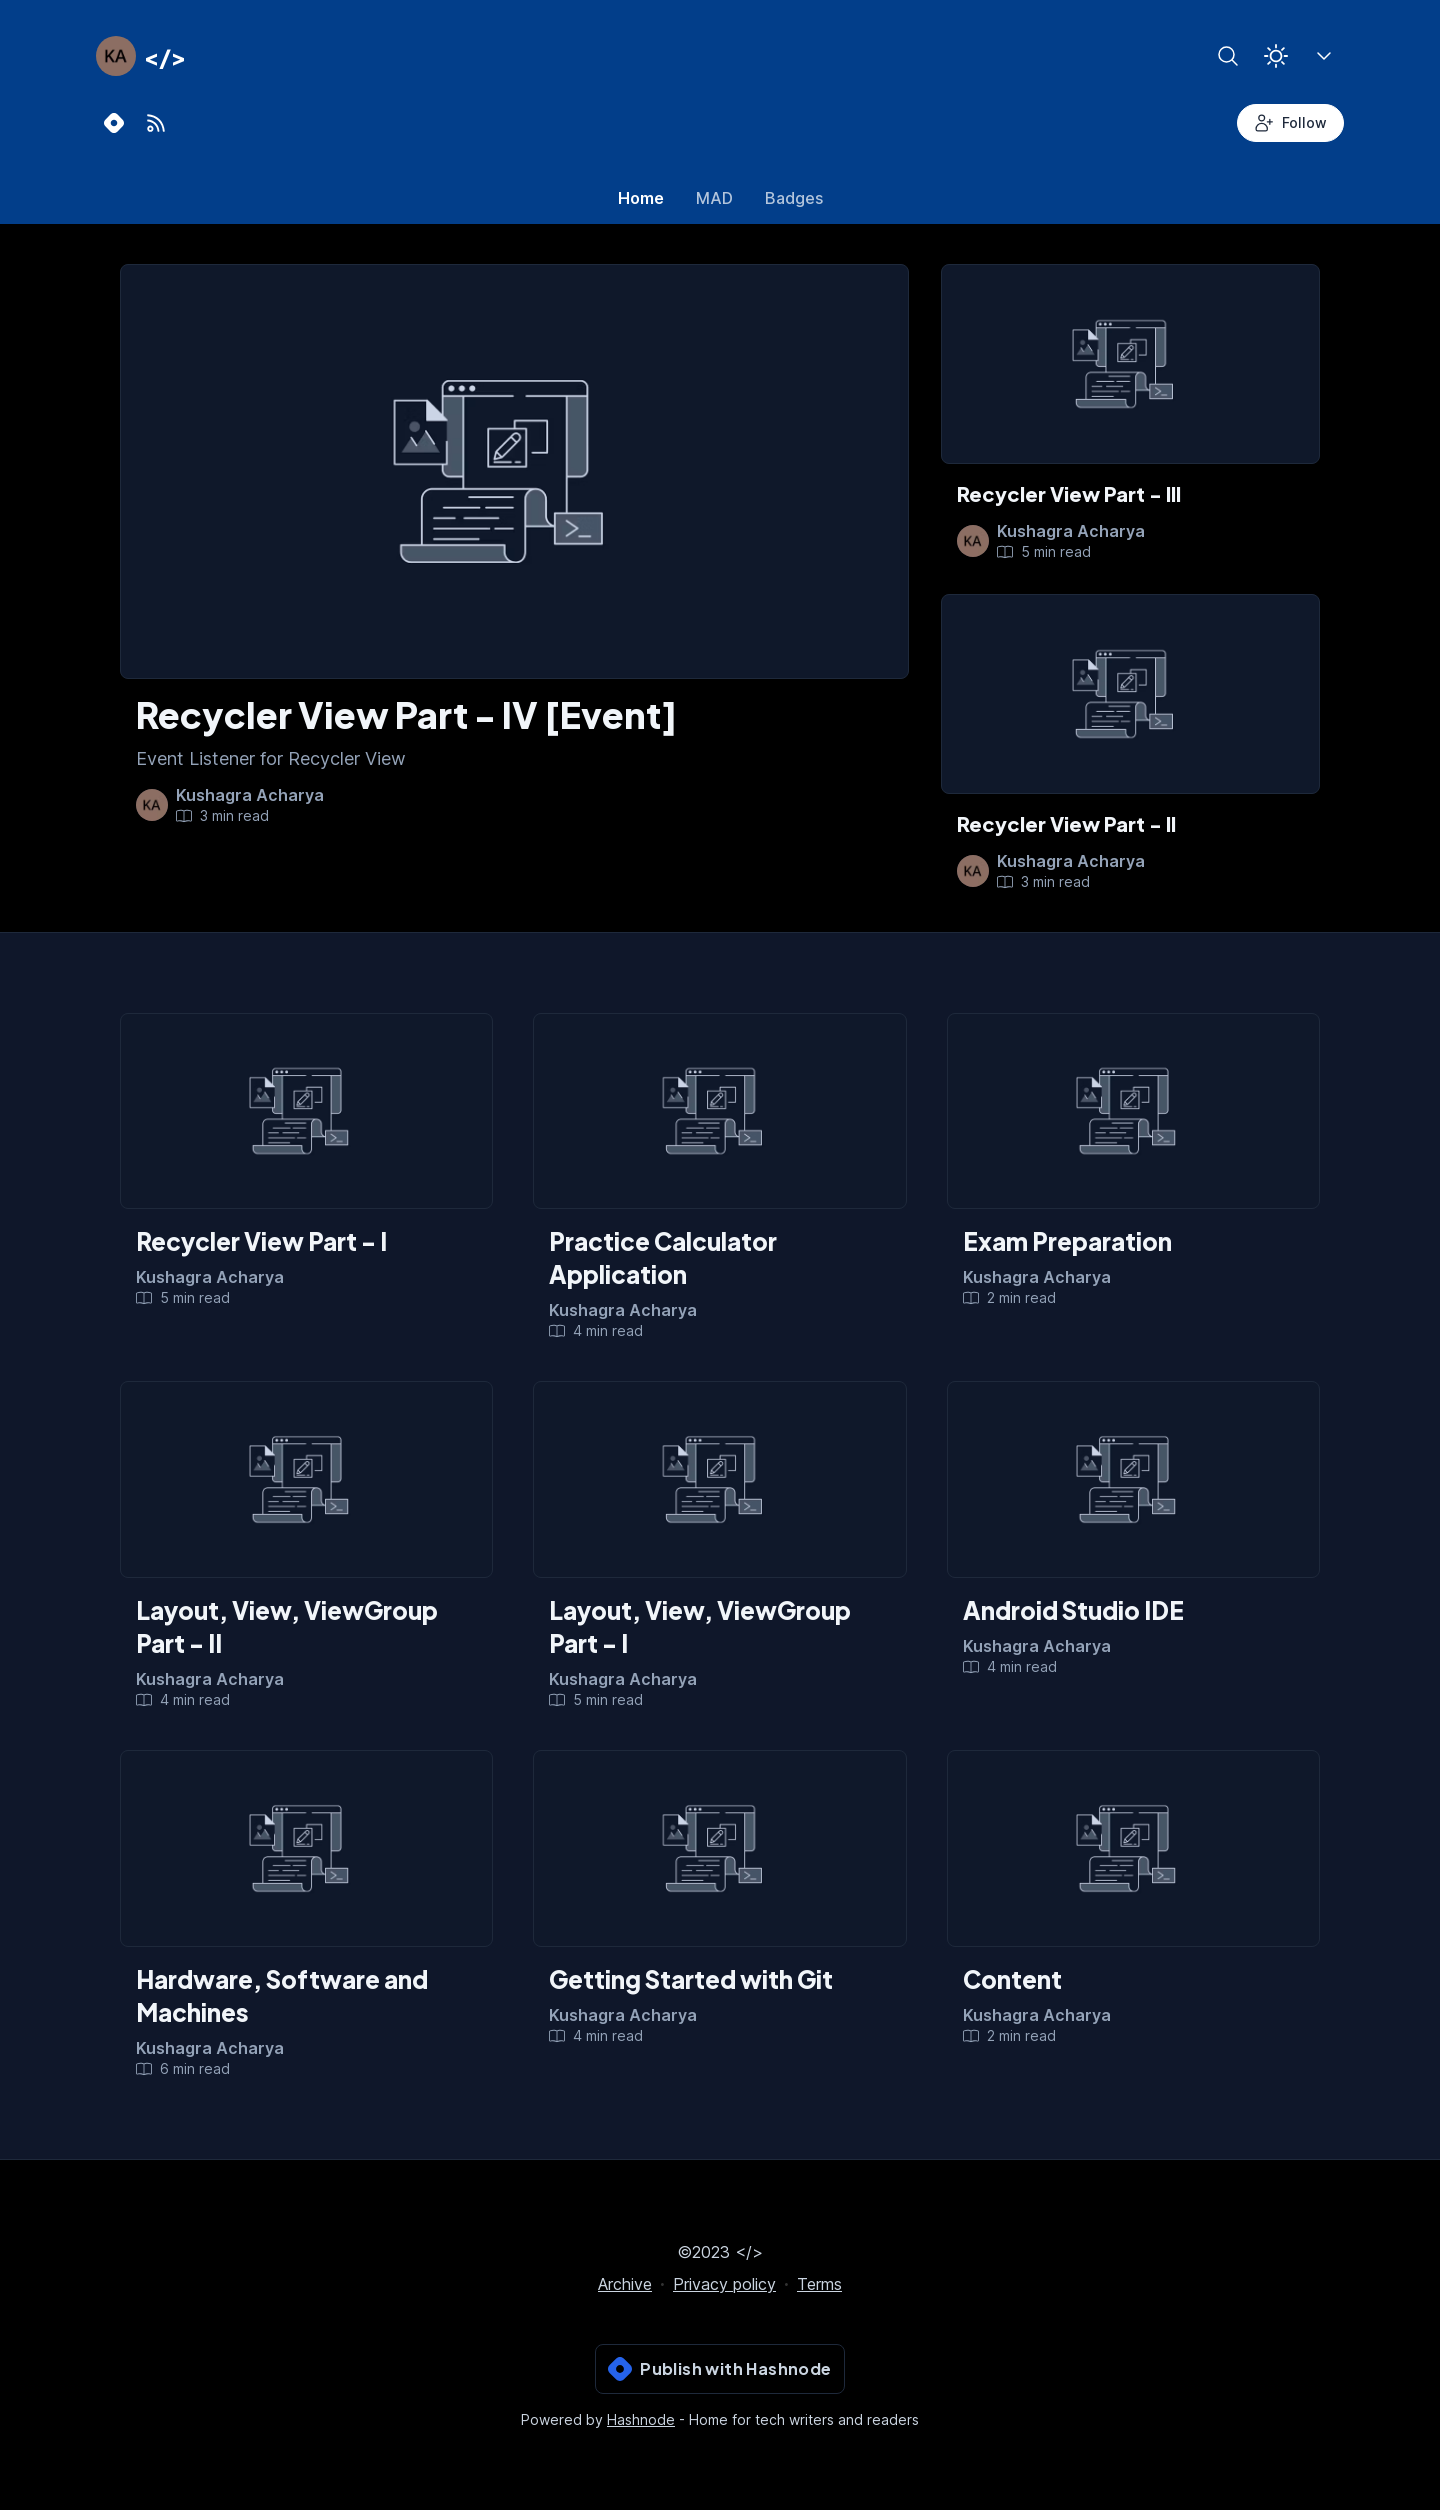 KA </>
Follow
Home MAD Badges
Recycler View Part - IV [Event]
Event Listener for Recycler View
KA Kushagra Acharya
3 min read
Recycler View Part - III
KA Kushagra Acharya
5 min read
Recycler View Part - II
KA Kushagra Acharya
3 min read
Recycler View Part - I
Kushagra Acharya
5 min read
Practice Calculator
Application
Kushagra Acharya
4 min read
Exam Preparation
Kushagra Acharya
2 min read
Layout, View, ViewGroup
Part - II
Kushagra Acharya
4 min read
Layout, View, ViewGroup
Part - I
Kushagra Acharya
5 min read
Android Studio IDE
Kushagra Acharya
4 min read
Hardware, Software and
Machines
Kushagra Acharya
6 min read
Getting Started with Git
Kushagra Acharya
4 min read
Content
Kushagra Acharya
2 min read
©2023 </>
Archive · Privacy policy · Terms
Publish with Hashnode
Powered by Hashnode - Home for tech writers and readers